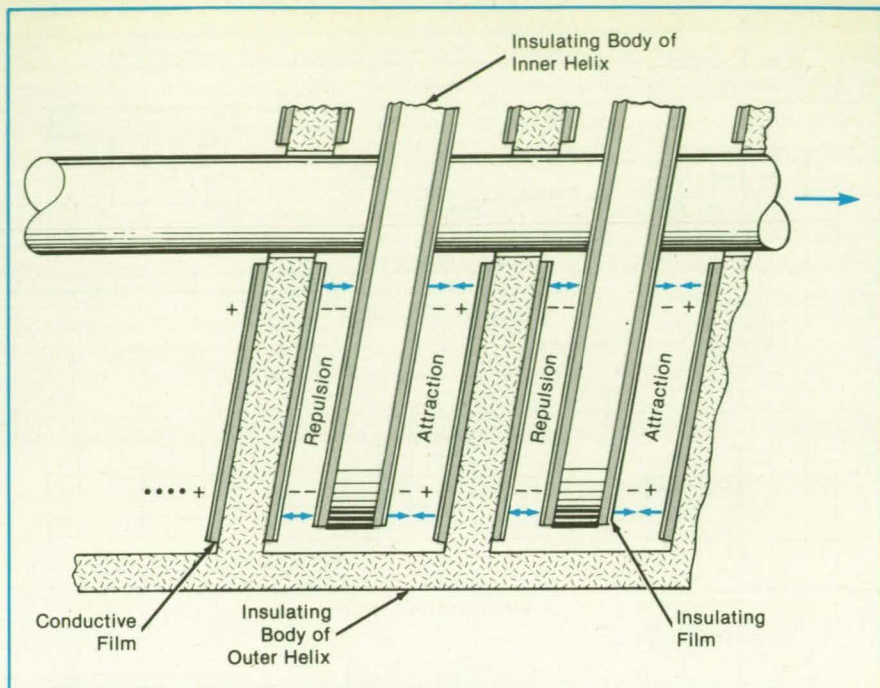 Insulating Body of
Inner Helix
+ -- - + -- - +
Repulsion
Attraction
Repulsion
Attraction
•••• + -- - + -- - +
Conductive
Film
Insulating
Body of
Outer Helix
Insulating
Film